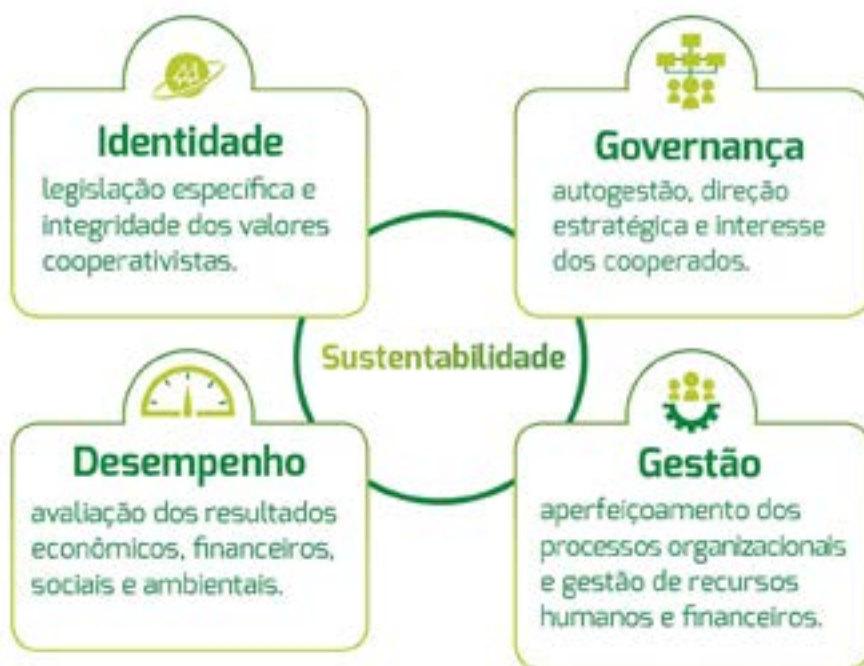 Identidade
legislação específica e
integridade dos valores
cooperativistas.
Governança
autogestão, direção
estratégica e interesse
dos cooperados.
Sustentabilidade
Desempenho
avaliação dos resultados
econômicos, financeiros,
sociais e ambientais.
Gestão
aperfeiçoamento dos
processos organizacionais
e gestão de recursos
humanos e financeiros.